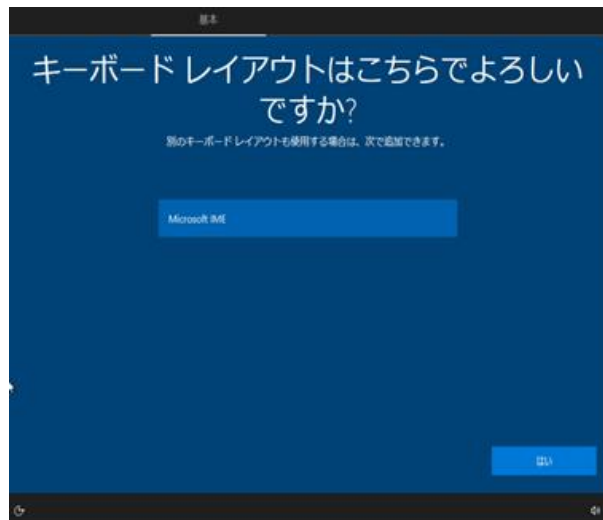 基本
キーボード レイアウトはこちらでよろしい
ですか?
別のキーボード レイアウトも使用する場合は、次で追加できます。
Microsoft IME
はい